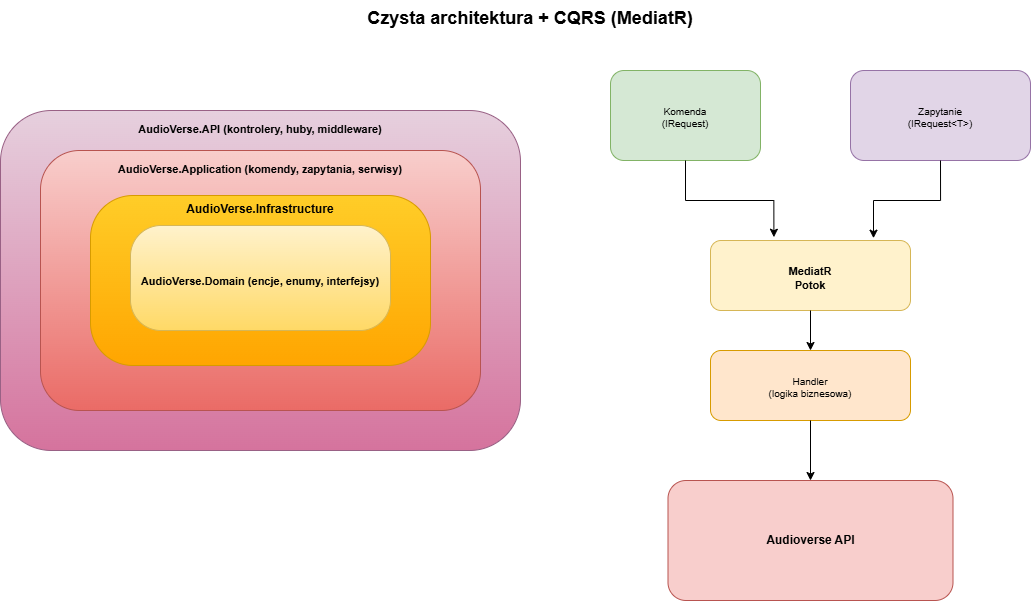 Czysta architektura + CQRS (MediatR)
AudioVerse.API (kontrolery, huby, middleware)
AudioVerse.Application (komendy, zapytania, serwisy)
AudioVerse.Infrastructure
AudioVerse.Domain (encje, enumy, interfejsy)
Komenda
(IRequest)
Zapytanie
(IRequest<T>)
MediatR
Potok
Handler
(logika biznesowa)
Audioverse API